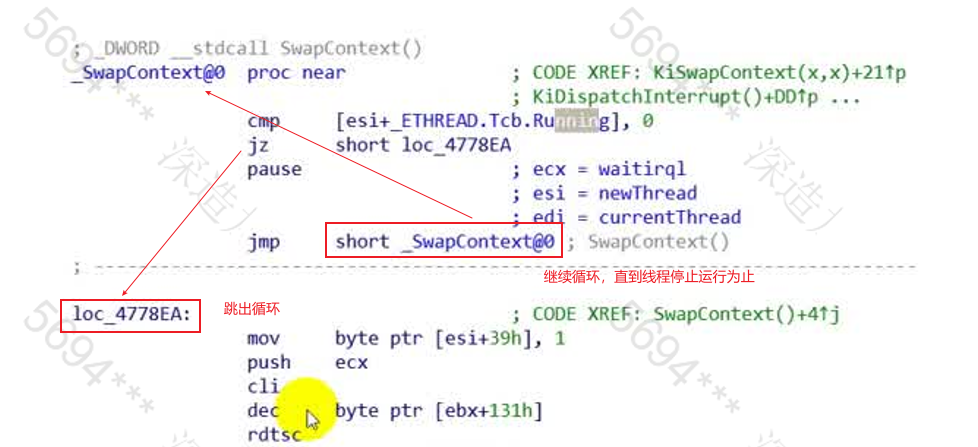 5694*** 深造丿 5694*** 深造丿
; _DWORD __stdcall SwapContext()
_SwapContext@0 proc near ; CODE XREF: KiSwapContext(x,x)+21↑p
; KiDispatchInterrupt()+DD↑p ...
cmp [esi+_ETHREAD.Tcb.Running], 0
jz short loc_4778EA
pause ; ecx = waitirql
; esi = newThread
; edi = currentThread
jmp short _SwapContext@0 ; SwapContext()
; ---------------------------------------------------------------------------
继续循环，直到线程停止运行为止
loc_4778EA: 跳出循环 ; CODE XREF: SwapContext()+4↑j
mov byte ptr [esi+39h], 1
push ecx
cli
dec byte ptr [ebx+131h]
rdtsc
5694*** 5694***